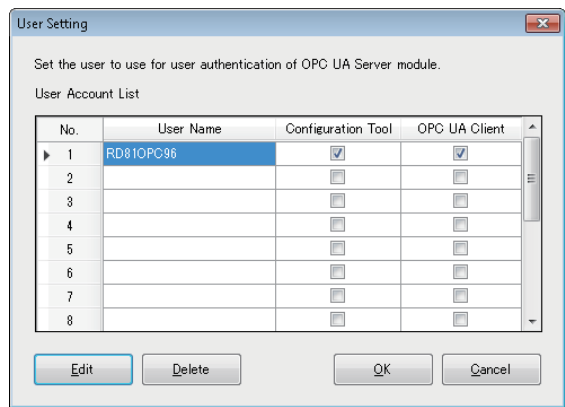 User Setting
Set the user to use for user authentication of OPC UA Server module.
User Account List
No. User Name Configuration Tool OPC UA Client
1 RD81OPC96
2
3
4
5
6
7
8
Edit Delete OK Cancel